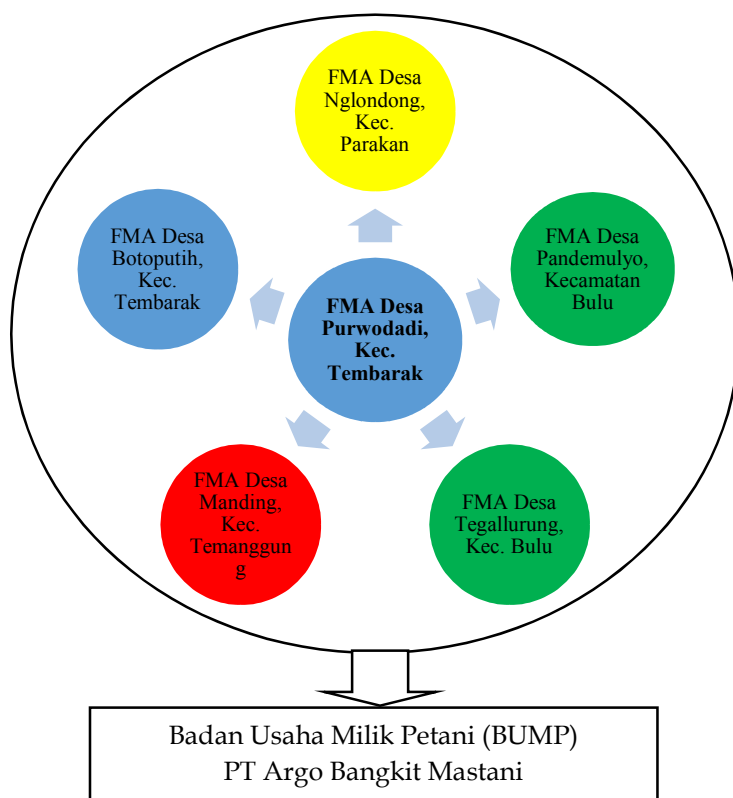 FMA Desa
Nglondong,
Kec.
Parakan
FMA Desa
Botoputih,
Kec.
Tembarak
FMA Desa
Pandemulyo,
Kecamatan
Bulu
FMA Desa
Purwodadi,
Kec.
Tembarak
FMA Desa
Manding,
Kec.
Temanggun
g
FMA Desa
Tegallurung,
Kec. Bulu
Badan Usaha Milik Petani (BUMP)
PT Argo Bangkit Mastani